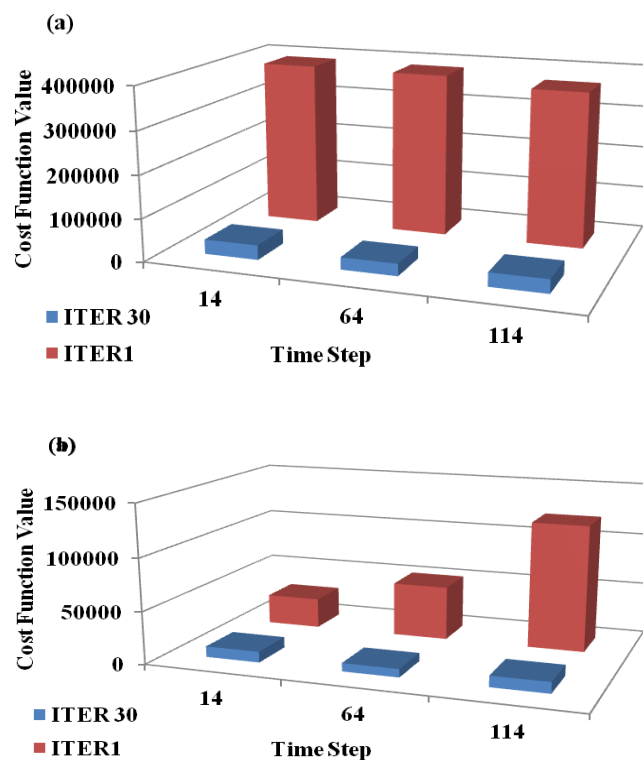 (a)
Cost Function Value
400000
300000
200000
100000
0
14
64
114
ITER 30
ITER1
Time Step
(b)
Cost Function Value
150000
100000
50000
0
14
64
114
ITER 30
ITER1
Time Step